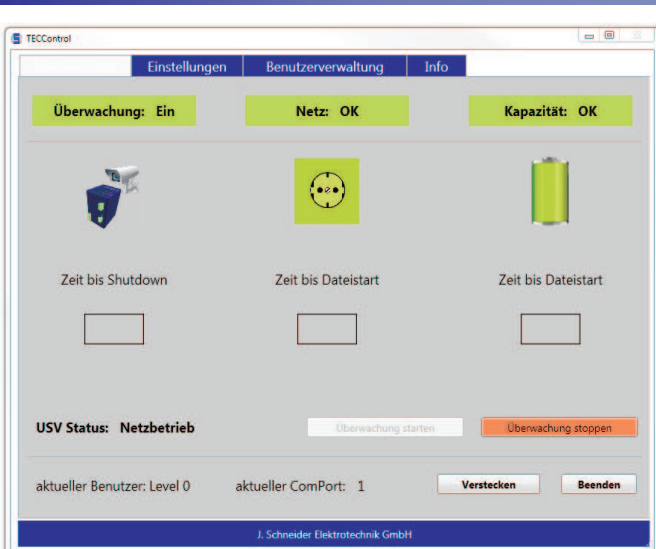 TECControl
Einstellungen Benutzerverwaltung Info
Überwachung: Ein Netz: OK Kapazität: OK
Zeit bis Shutdown Zeit bis Dateistart Zeit bis Dateistart
USV Status: Netzbetrieb Überwachung starten Überwachung stoppen
aktueller Benutzer: Level 0 aktueller ComPort: 1 Verstecken Beenden
J. Schneider Elektrotechnik GmbH